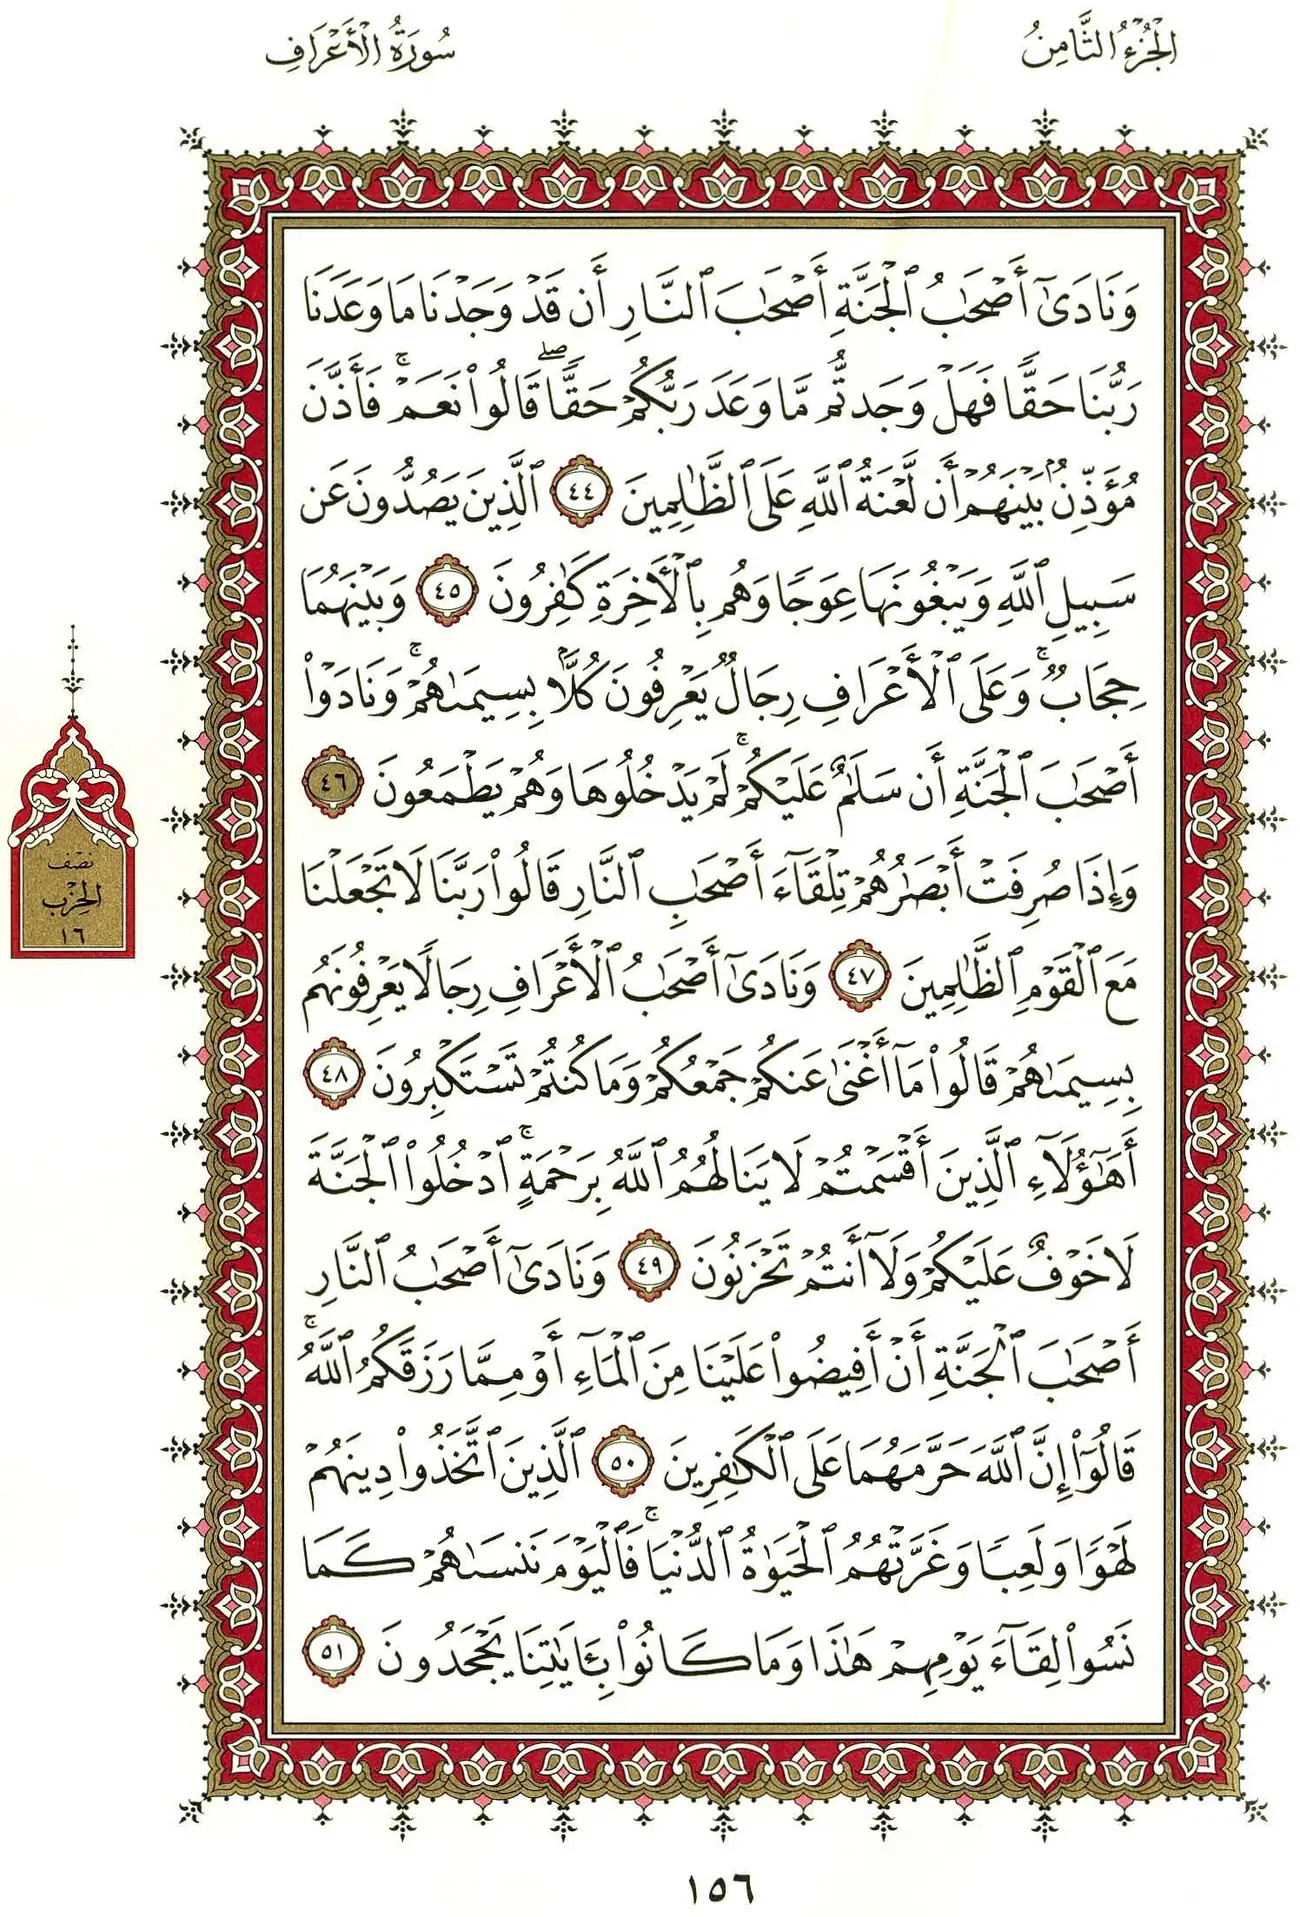 الجزء الثامن
سورة الأعراف
وَنَادَىٰٓ أَصْحَٰبُ ٱلْجَنَّةِ أَصْحَٰبَ ٱلنَّارِ أَن قَدْ وَجَدْنَا مَا وَعَدَنَا
رَبُّنَا حَقًّا فَهَلْ وَجَدتُّم مَّا وَعَدَ رَبُّكُمْ حَقًّا ۖ قَالُوا۟ نَعَمْ ۚ فَأَذَّنَ
مُؤَذِّنٌۢ بَيْنَهُمْ أَن لَّعْنَةُ ٱللَّهِ عَلَى ٱلظَّٰلِمِينَ ٤٤ ٱلَّذِينَ يَصُدُّونَ عَن
سَبِيلِ ٱللَّهِ وَيَبْغُونَهَا عِوَجًا وَهُم بِٱلْأَخِرَةِ كَٰفِرُونَ ٤٥ وَبَيْنَهُمَا
حِجَابٌ ۚ وَعَلَى ٱلْأَعْرَافِ رِجَالٌ يَعْرِفُونَ كُلًّۢا بِسِيمَىٰهُمْ ۚ وَنَادَوْا۟
أَصْحَٰبَ ٱلْجَنَّةِ أَن سَلَٰمٌ عَلَيْكُمْ ۚ لَمْ يَدْخُلُوهَا وَهُمْ يَطْمَعُونَ ٤٦
وَإِذَا صُرِفَتْ أَبْصَٰرُهُمْ تِلْقَآءَ أَصْحَٰبِ ٱلنَّارِ قَالُوا۟ رَبَّنَا لَا تَجْعَلْنَا
نصف
الحزب
١٦
مَعَ ٱلْقَوْمِ ٱلظَّٰلِمِينَ ٤٧ وَنَادَىٰٓ أَصْحَٰبُ ٱلْأَعْرَافِ رِجَالًا يَعْرِفُونَهُم
بِسِيمَىٰهُمْ قَالُوا۟ مَآ أَغْنَىٰ عَنكُمْ جَمْعُكُمْ وَمَا كُنتُمْ تَسْتَكْبِرُونَ ٤٨
أَهَٰٓؤُلَآءِ ٱلَّذِينَ أَقْسَمْتُمْ لَا يَنَالُهُمُ ٱللَّهُ بِرَحْمَةٍ ۚ ٱدْخُلُوا۟ ٱلْجَنَّةَ
لَا خَوْفٌ عَلَيْكُمْ وَلَآ أَنتُمْ تَحْزَنُونَ ٤٩ وَنَادَىٰٓ أَصْحَٰبُ ٱلنَّارِ
أَصْحَٰبَ ٱلْجَنَّةِ أَنْ أَفِيضُوا۟ عَلَيْنَا مِنَ ٱلْمَآءِ أَوْ مِمَّا رَزَقَكُمُ ٱللَّهُ ۚ
قَالُوٓا۟ إِنَّ ٱللَّهَ حَرَّمَهُمَا عَلَى ٱلْكَٰفِرِينَ ٥٠ ٱلَّذِينَ ٱتَّخَذُوا۟ دِينَهُمْ
لَهْوًا وَلَعِبًا وَغَرَّتْهُمُ ٱلْحَيَوٰةُ ٱلدُّنْيَا ۚ فَٱلْيَوْمَ نَنسَىٰهُمْ كَمَا
نَسُوا۟ لِقَآءَ يَوْمِهِمْ هَٰذَا وَمَا كَانُوا۟ بِـَٔايَٰتِنَا يَجْحَدُونَ ٥١
١٥٦